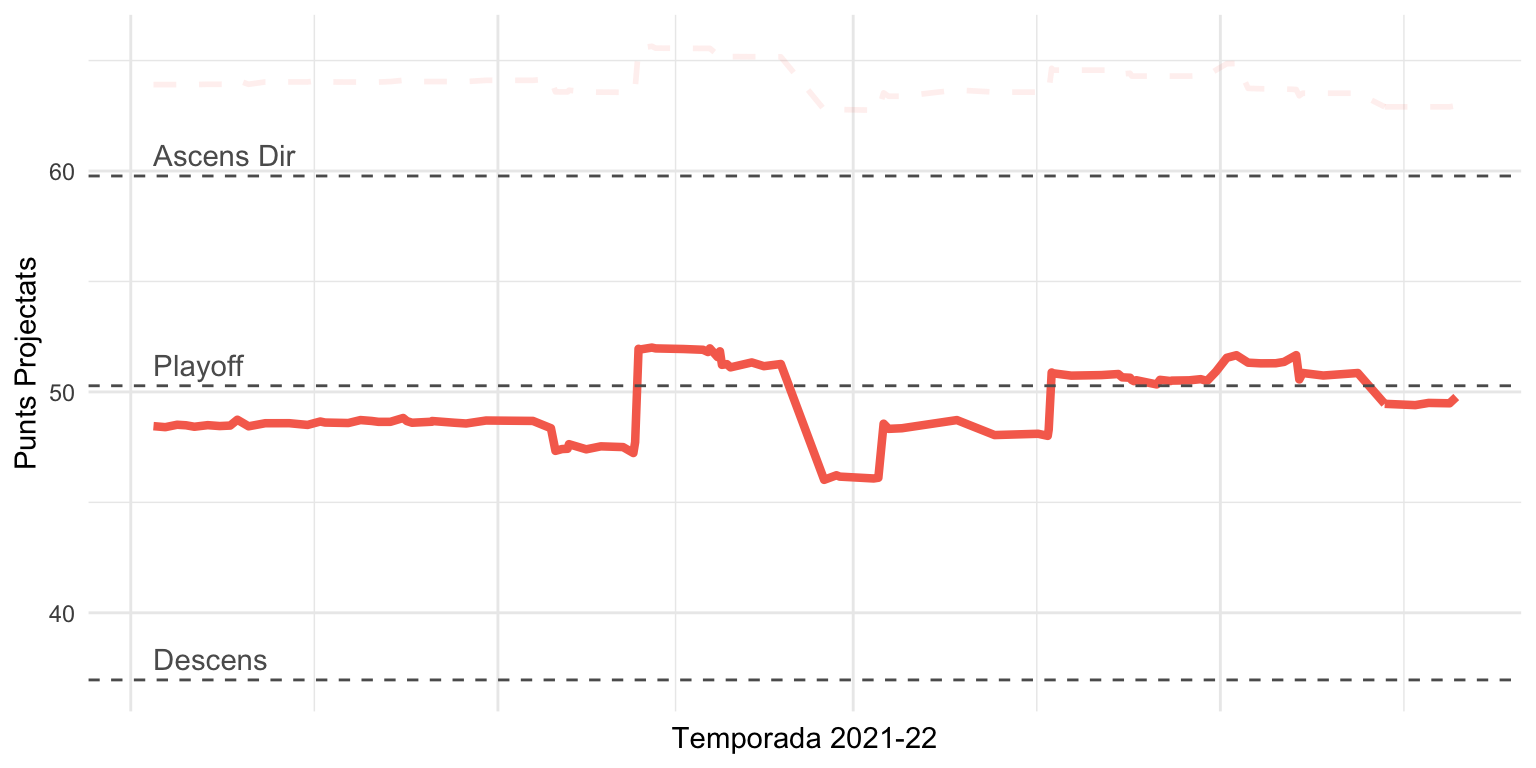 60
50
40
Ascens Dir
Playoff
Descens
Punts Projectats
Temporada 2021-22